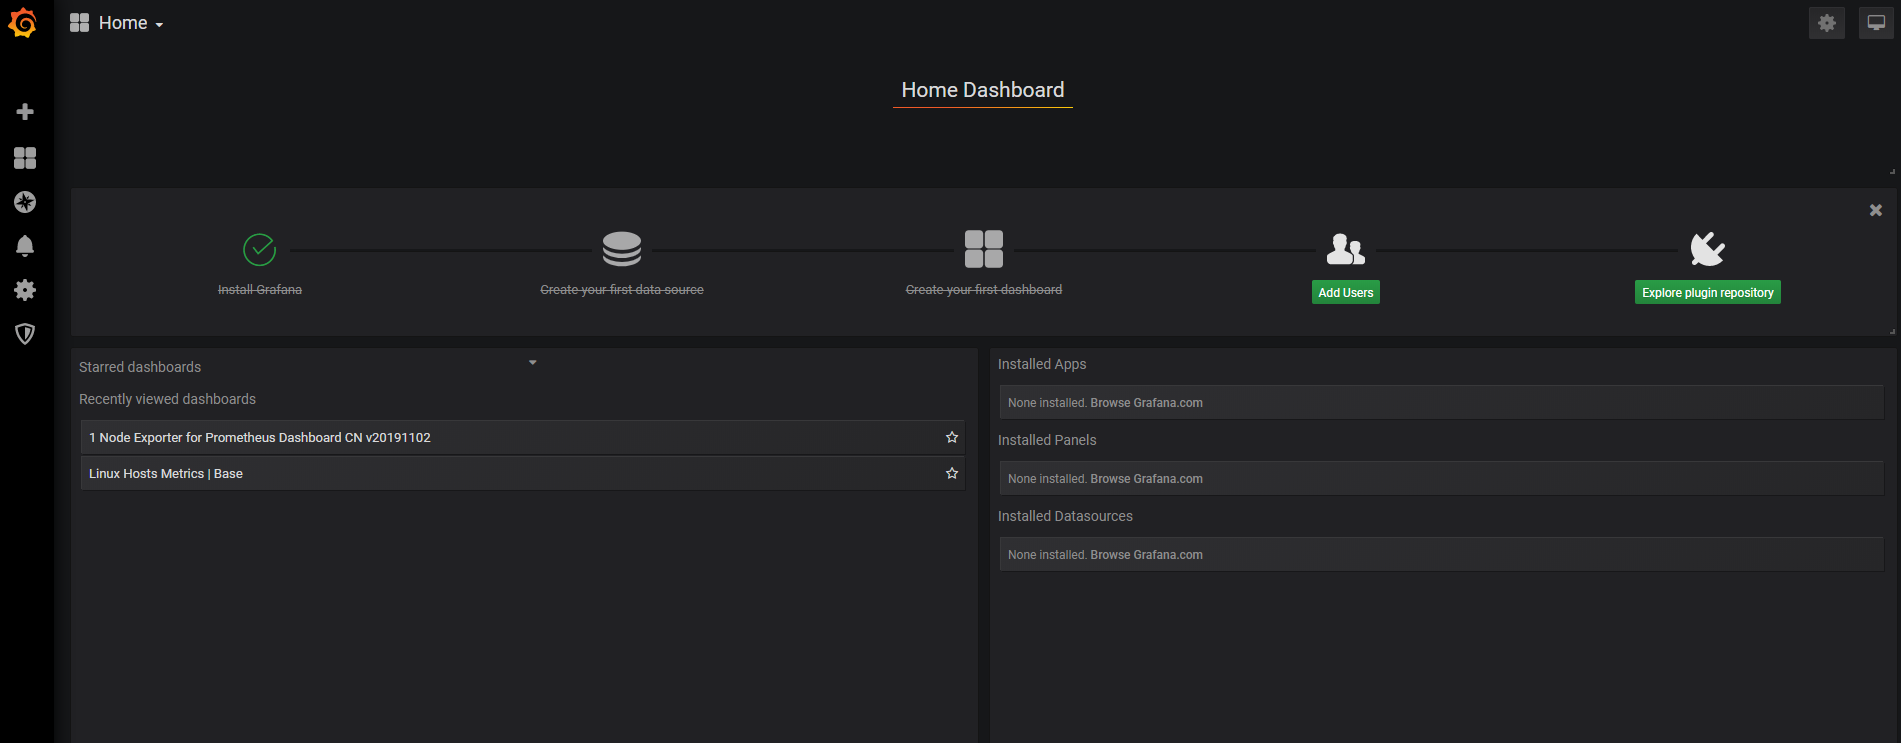 Home
Home Dashboard
Install Grafana
Create your first data source
Create your first dashboard
Add Users
Explore plugin repository
Starred dashboards
Recently viewed dashboards
1 Node Exporter for Prometheus Dashboard CN v20191102
Linux Hosts Metrics | Base
Installed Apps
None installed. Browse Grafana.com
Installed Panels
None installed. Browse Grafana.com
Installed Datasources
None installed. Browse Grafana.com